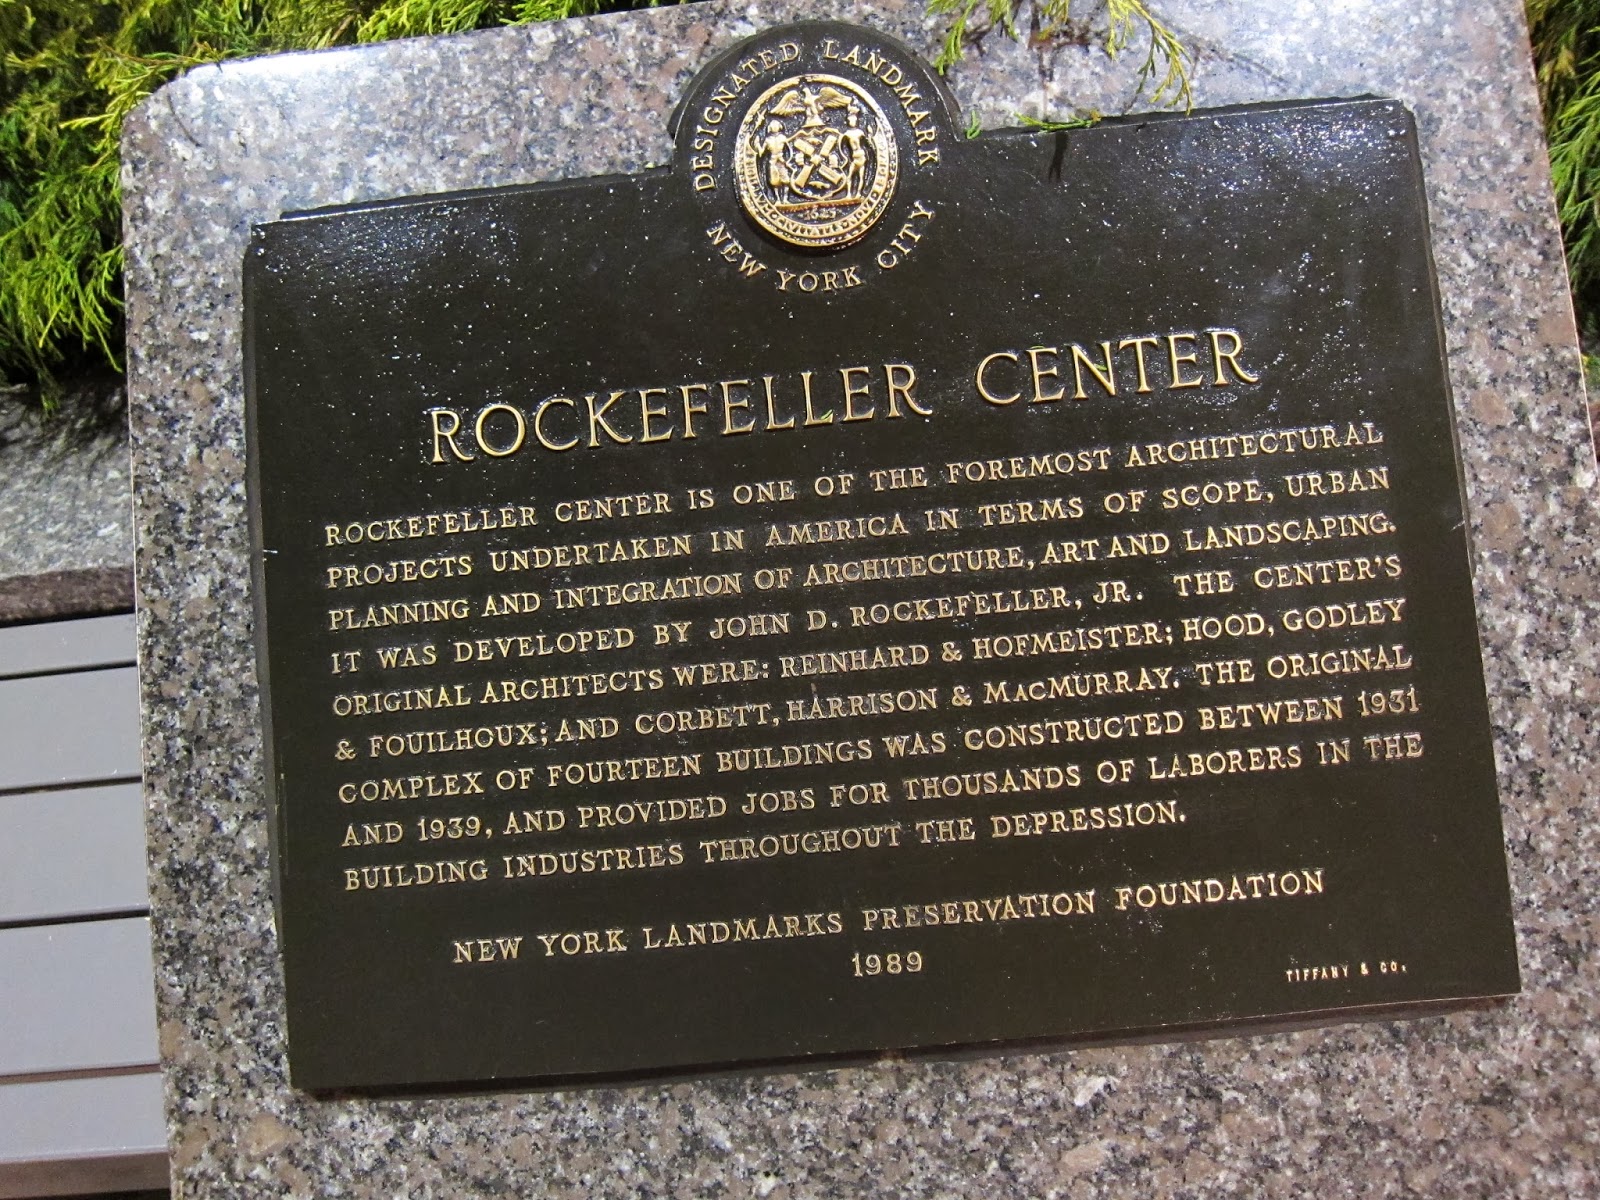 DESIGNATED LANDMARK
NEW YORK CITY
1625
ROCKEFELLER CENTER
ROCKEFELLER CENTER IS ONE OF THE FOREMOST ARCHITECTURAL
PROJECTS UNDERTAKEN IN AMERICA IN TERMS OF SCOPE, URBAN
PLANNING AND INTEGRATION OF ARCHITECTURE, ART AND LANDSCAPING.
IT WAS DEVELOPED BY JOHN D. ROCKEFELLER, JR. THE CENTER'S
ORIGINAL ARCHITECTS WERE: REINHARD & HOFMEISTER; HOOD, GODLEY
& FOUILHOUX; AND CORBETT, HARRISON & MACMURRAY. THE ORIGINAL
COMPLEX OF FOURTEEN BUILDINGS WAS CONSTRUCTED BETWEEN 1931
AND 1939, AND PROVIDED JOBS FOR THOUSANDS OF LABORERS IN THE
BUILDING INDUSTRIES THROUGHOUT THE DEPRESSION.
NEW YORK LANDMARKS PRESERVATION FOUNDATION
1989
TIFFANY & CO.